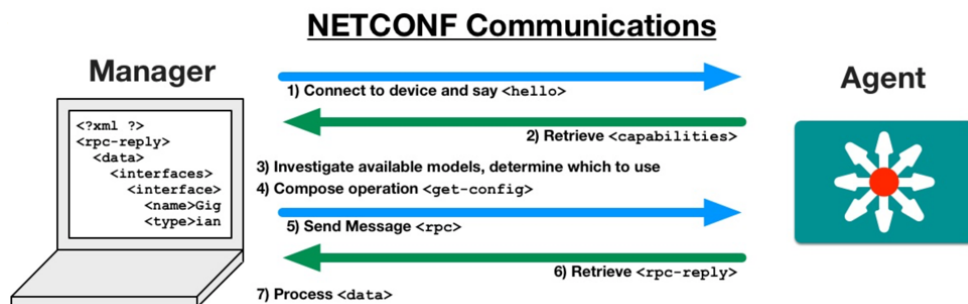 NETCONF Communications
Manager
Agent
1) Connect to device and say <hello>
<?xml ?>
<rpc-reply>
<data>
<interfaces>
<interface>
<name>Gig
<type>ian
2) Retrieve <capabilities>
3) Investigate available models, determine which to use
4) Compose operation <get-config>
5) Send Message <rpc>
6) Retrieve <rpc-reply>
7) Process <data>